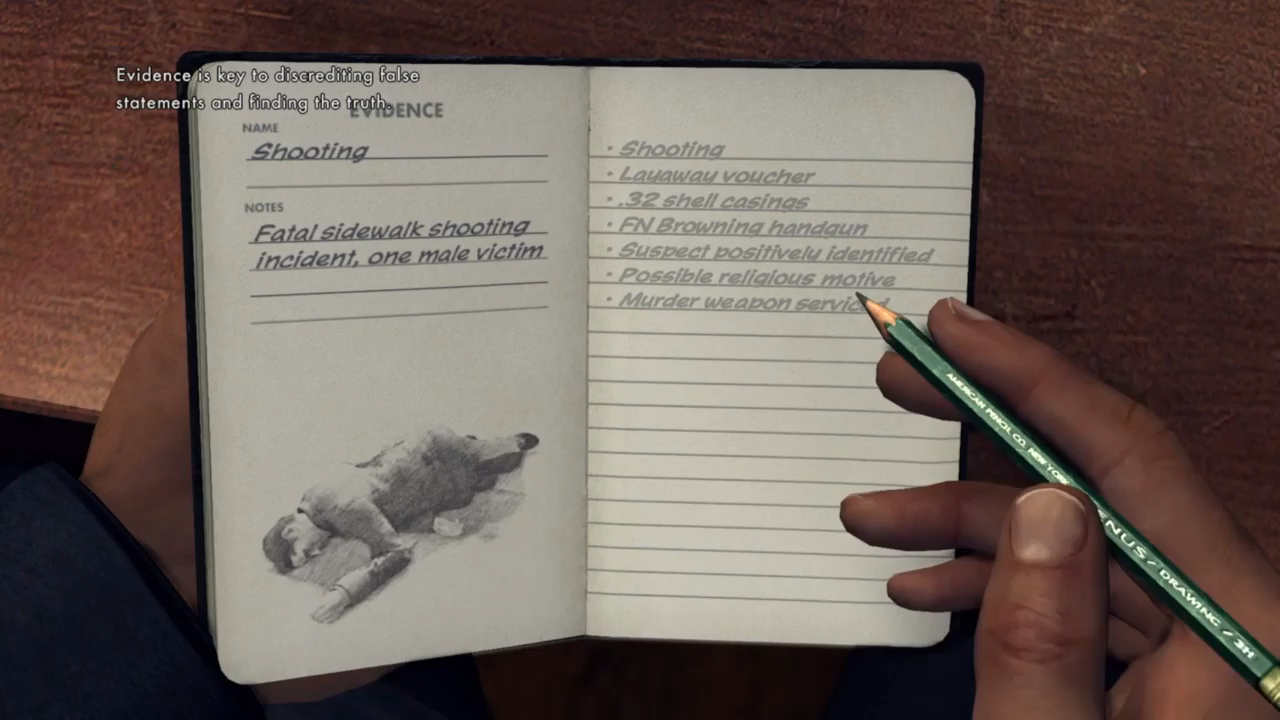 Evidence is key to discrediting false
statements and finding the truth.
EVIDENCE
NAME
Shooting
NOTES
Fatal sidewalk shooting
incident, one male victim
• Shooting
• Layaway voucher
• .32 shell casings
• FN Browning handgun
• Suspect positively identified
• Possible religious motive
• Murder weapon serviced
AMERICAN PENCIL CO. NEW YORK
VENUS / DRAWING / 3H